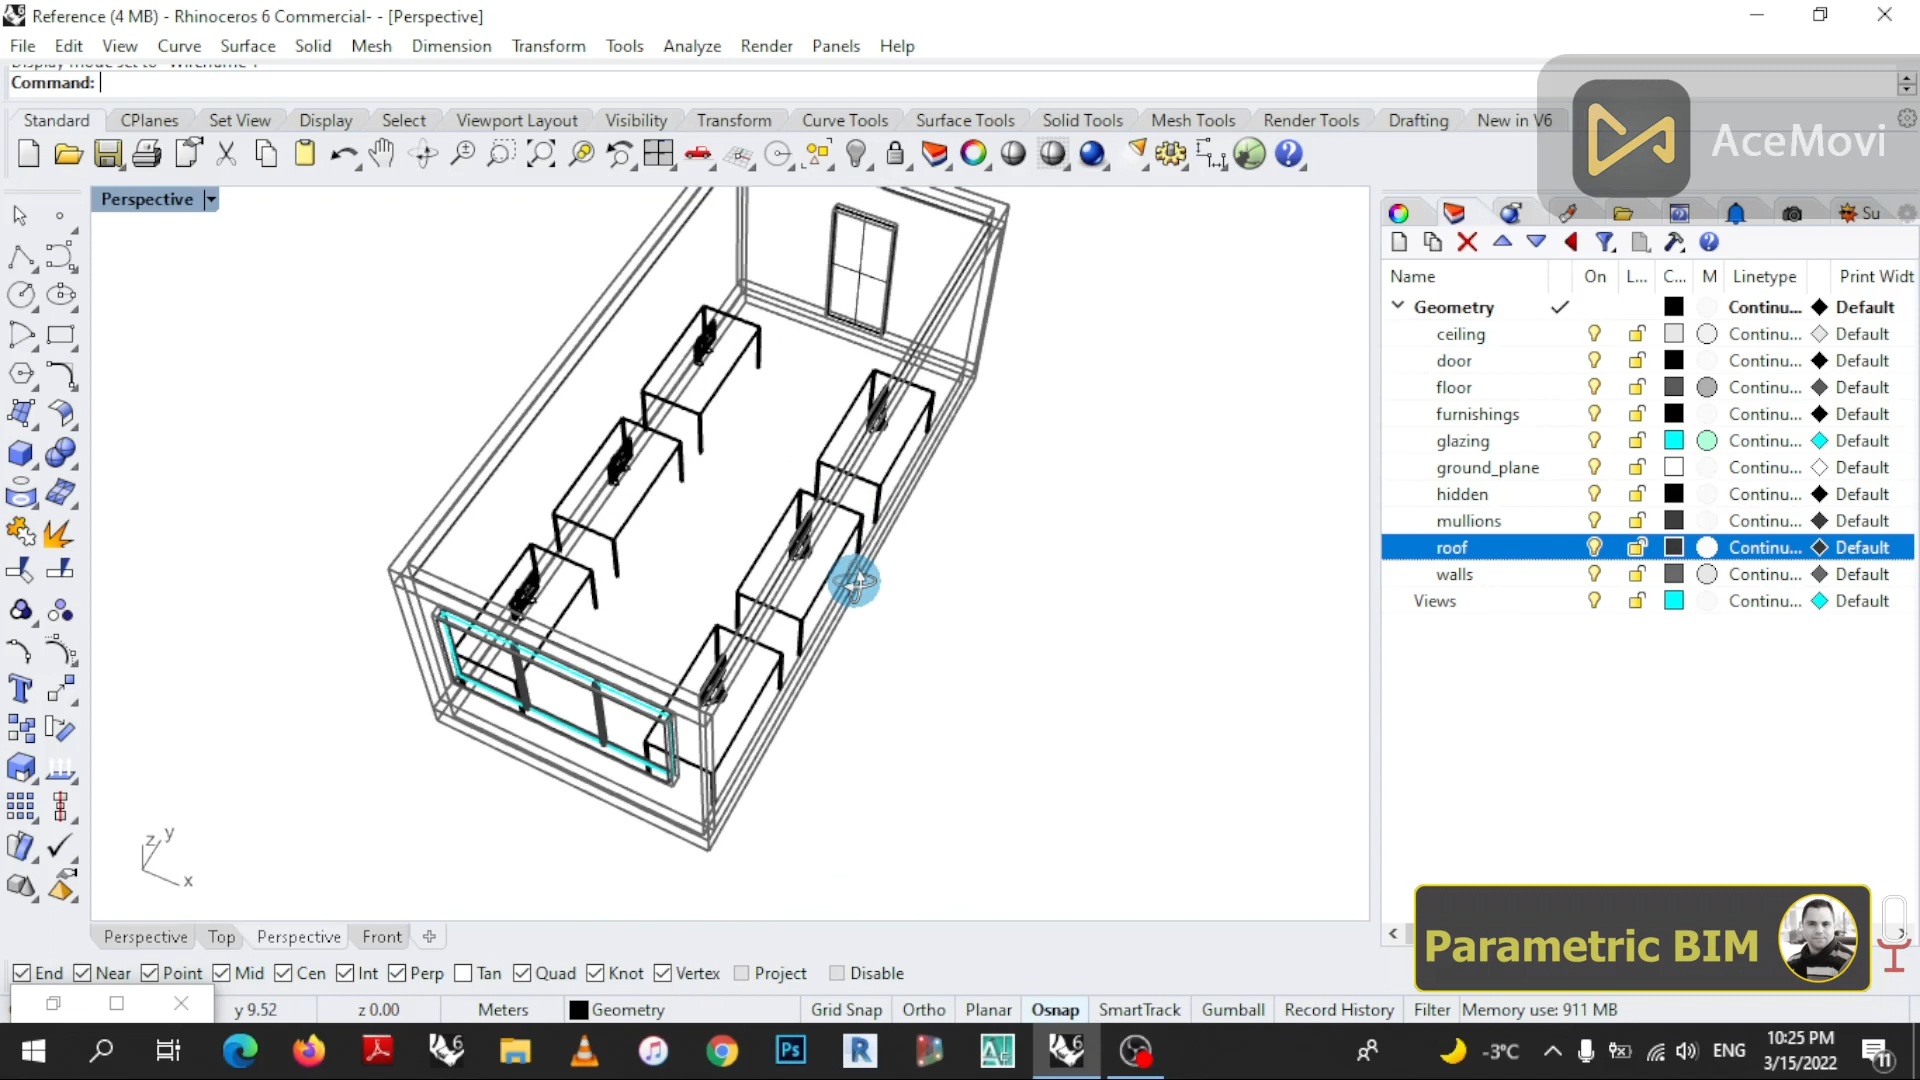 Reference (4 MB) - Rhinoceros 6 Commercial- - [Perspective]
File Edit View Curve Surface Solid Mesh Dimension Transform Tools Analyze Render Panels Help
Command:
AceMovi
Standard CPlanes Set View Display Select Viewport Layout Visibility Transform Curve Tools Surface Tools Solid Tools Mesh Tools Render Tools Drafting New in V6
Perspective
Su
Name On L... C... M Linetype Print Widt
Geometry Continu... Default
ceiling Continu... Default
door Continu... Default
floor Continu... Default
furnishings Continu... Default
glazing Continu... Default
ground_plane Continu... Default
hidden Continu... Default
mullions Continu... Default
roof Continu... Default
walls Continu... Default
Views Continu... Default
z y
x
Perspective Top Perspective Front
Parametric BIM
End Near Point Mid Cen Int Perp Tan Quad Knot Vertex Project Disable
y 9.52 z 0.00 Meters Geometry Grid Snap Ortho Planar Osnap SmartTrack Gumball Record History Filter Memory use: 911 MB
-3°C ENG 10:25 PM
3/15/2022
11